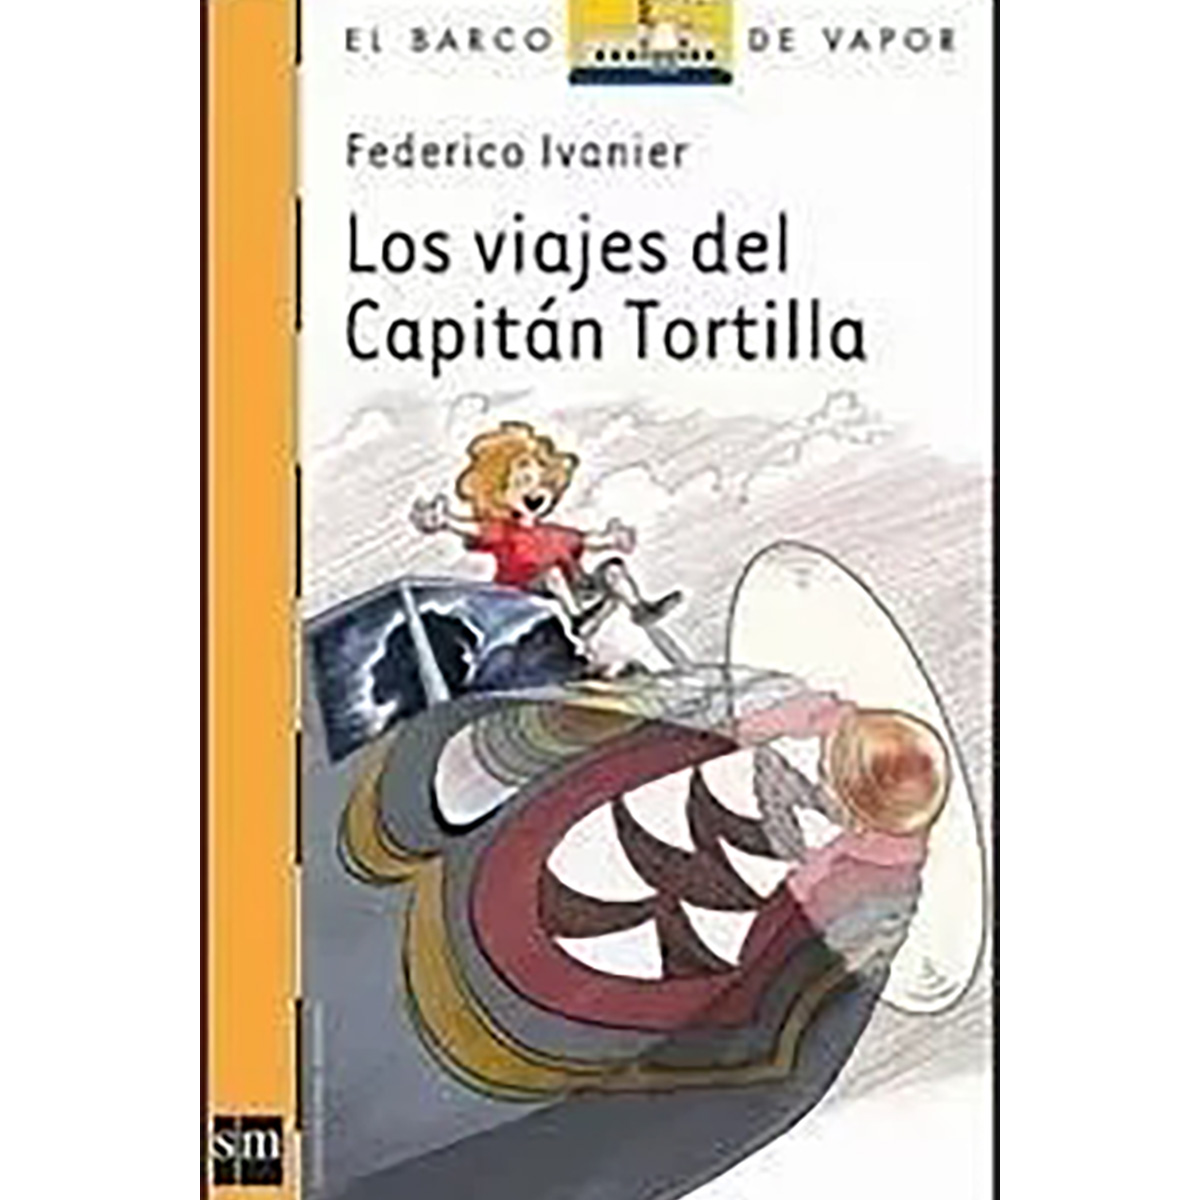 EL BARCO DE VAPOR
Federico Ivanier
Los viajes del
Capitán Tortilla
sm